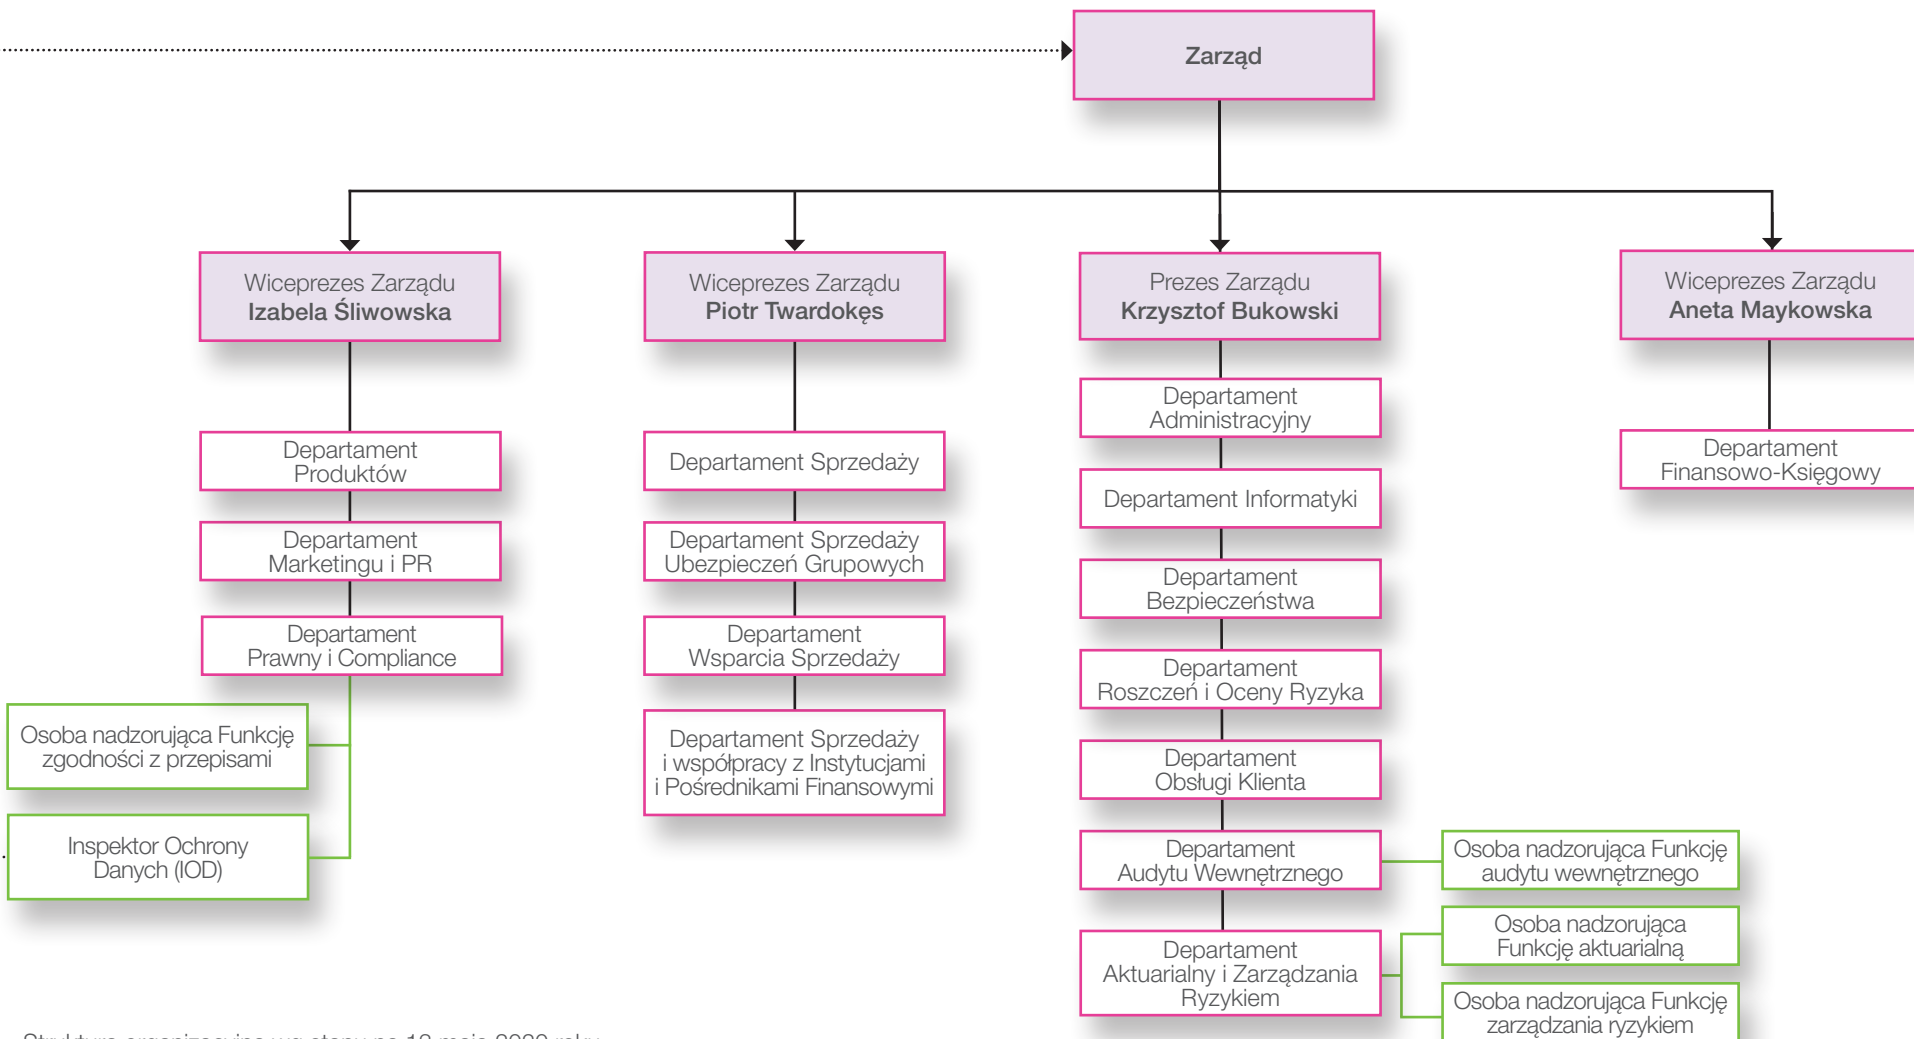 Zarząd
Wiceprezes Zarządu
Izabela Śliwowska
Departament
Produktów
Departament
Marketingu i PR
Departament
Prawny i Compliance
Osoba nadzorująca Funkcję
zgodności z przepisami
Inspektor Ochrony
Danych (IOD)
Wiceprezes Zarządu
Piotr Twardokęs
Departament Sprzedaży
Departament Sprzedaży
Ubezpieczeń Grupowych
Departament
Wsparcia Sprzedaży
Departament Sprzedaży
i współpracy z Instytucjami
i Pośrednikami Finansowymi
Prezes Zarządu
Krzysztof Bukowski
Departament
Administracyjny
Departament Informatyki
Departament
Bezpieczeństwa
Departament
Roszczeń i Oceny Ryzyka
Departament
Obsługi Klienta
Departament
Audytu Wewnętrznego
Osoba nadzorująca Funkcję
audytu wewnętrznego
Departament
Aktuarialny i Zarządzania
Ryzykiem
Osoba nadzorująca
Funkcję aktuarialną
Osoba nadzorująca Funkcję
zarządzania ryzykiem
Wiceprezes Zarządu
Aneta Maykowska
Departament
Finansowo-Księgowy